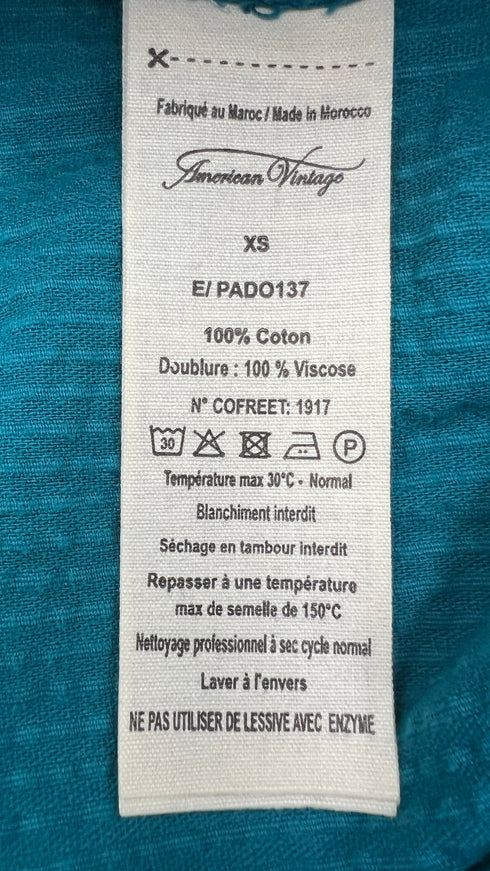 Fabriqué au Maroc / Made in Morocco
American Vintage
XS
E/ PADO137
100% Coton
Doublure : 100 % Viscose
N° COFREET: 1917
30 P
Température max 30°C - Normal
Blanchiment interdit
Séchage en tambour interdit
Repasser à une température
max de semelle de 150°C
Nettoyage professionnel à sec cycle normal
Laver à l'envers
NE PAS UTILISER DE LESSIVE AVEC ENZYME